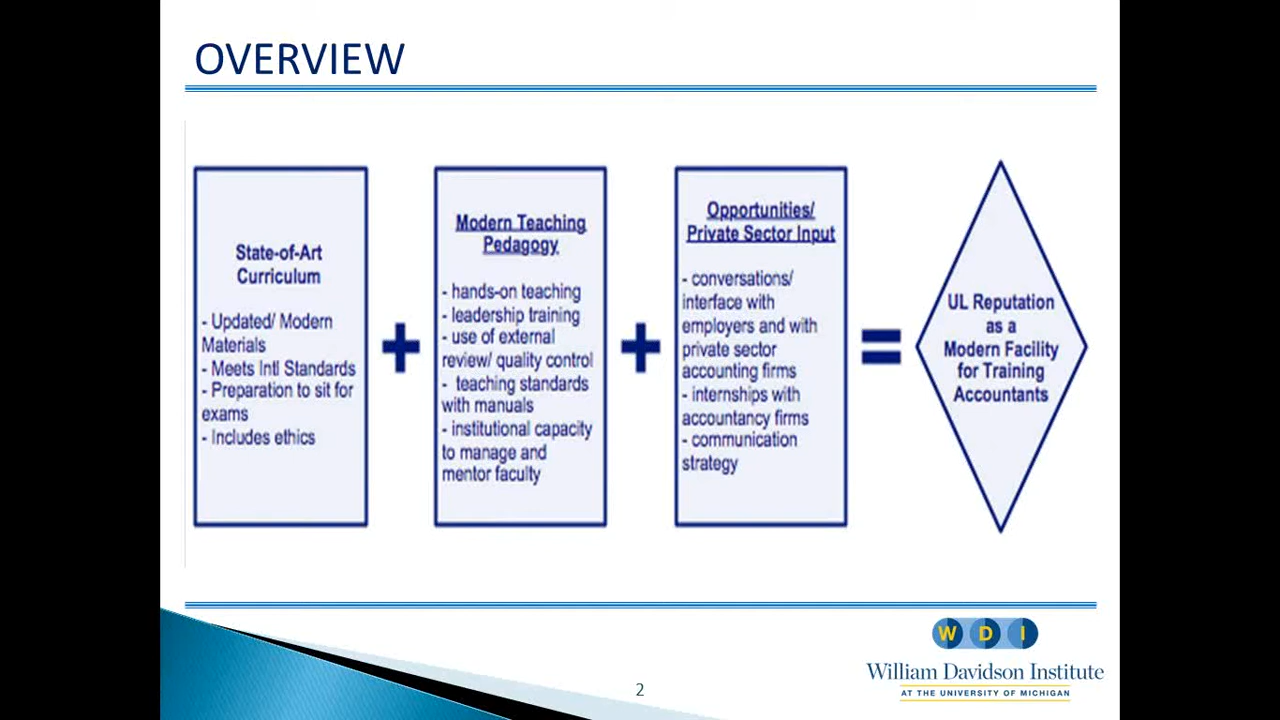 OVERVIEW
State-of-Art
Curriculum
- Updated/ Modern
Materials
- Meets Intl Standards
- Preparation to sit for
exams
- Includes ethics
+
Modern Teaching
Pedagogy
- hands-on teaching
- leadership training
- use of external
review/ quality control
- teaching standards
with manuals
- institutional capacity
to manage and
mentor faculty
+
Opportunities/
Private Sector Input
- conversations/
interface with
employers and with
private sector
accounting firms
- internships with
accountancy firms
- communication
strategy
=
UL Reputation
as a
Modern Facility
for Training
Accountants
W D I
William Davidson Institute
AT THE UNIVERSITY OF MICHIGAN
2